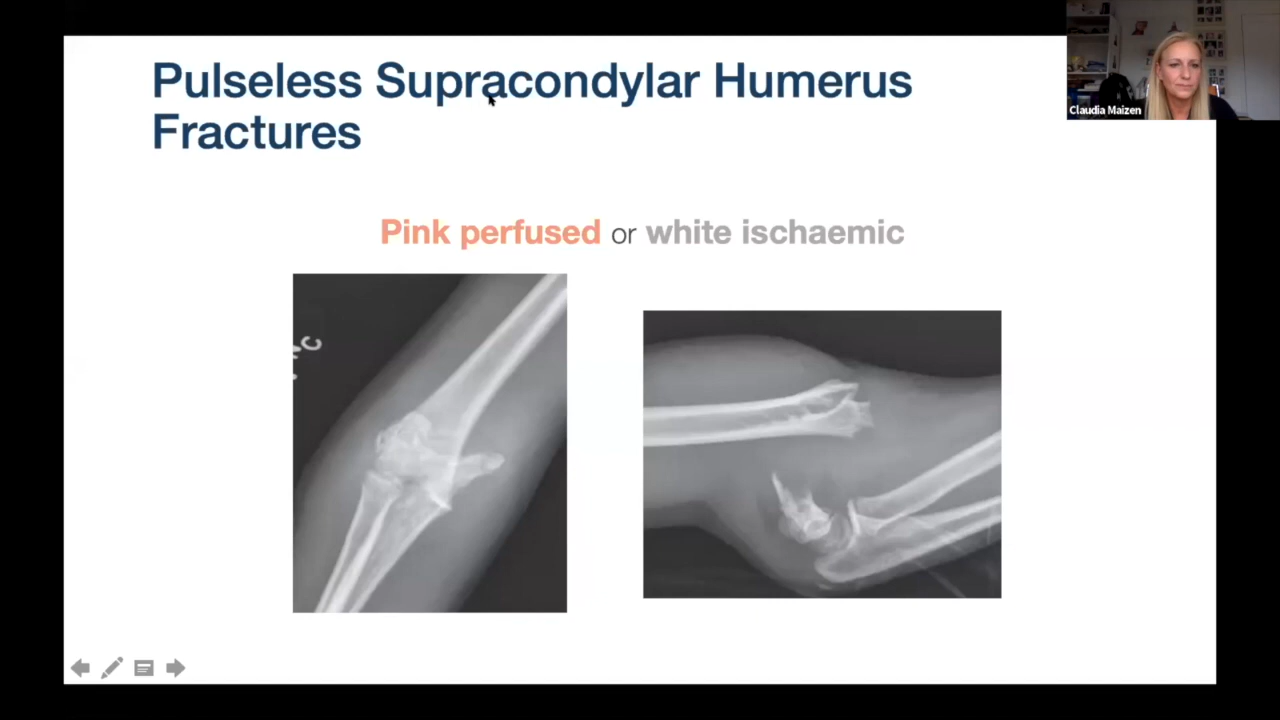 Pulseless Supracondylar Humerus
Fractures
Claudia Maizen
Pink perfused or white ischaemic